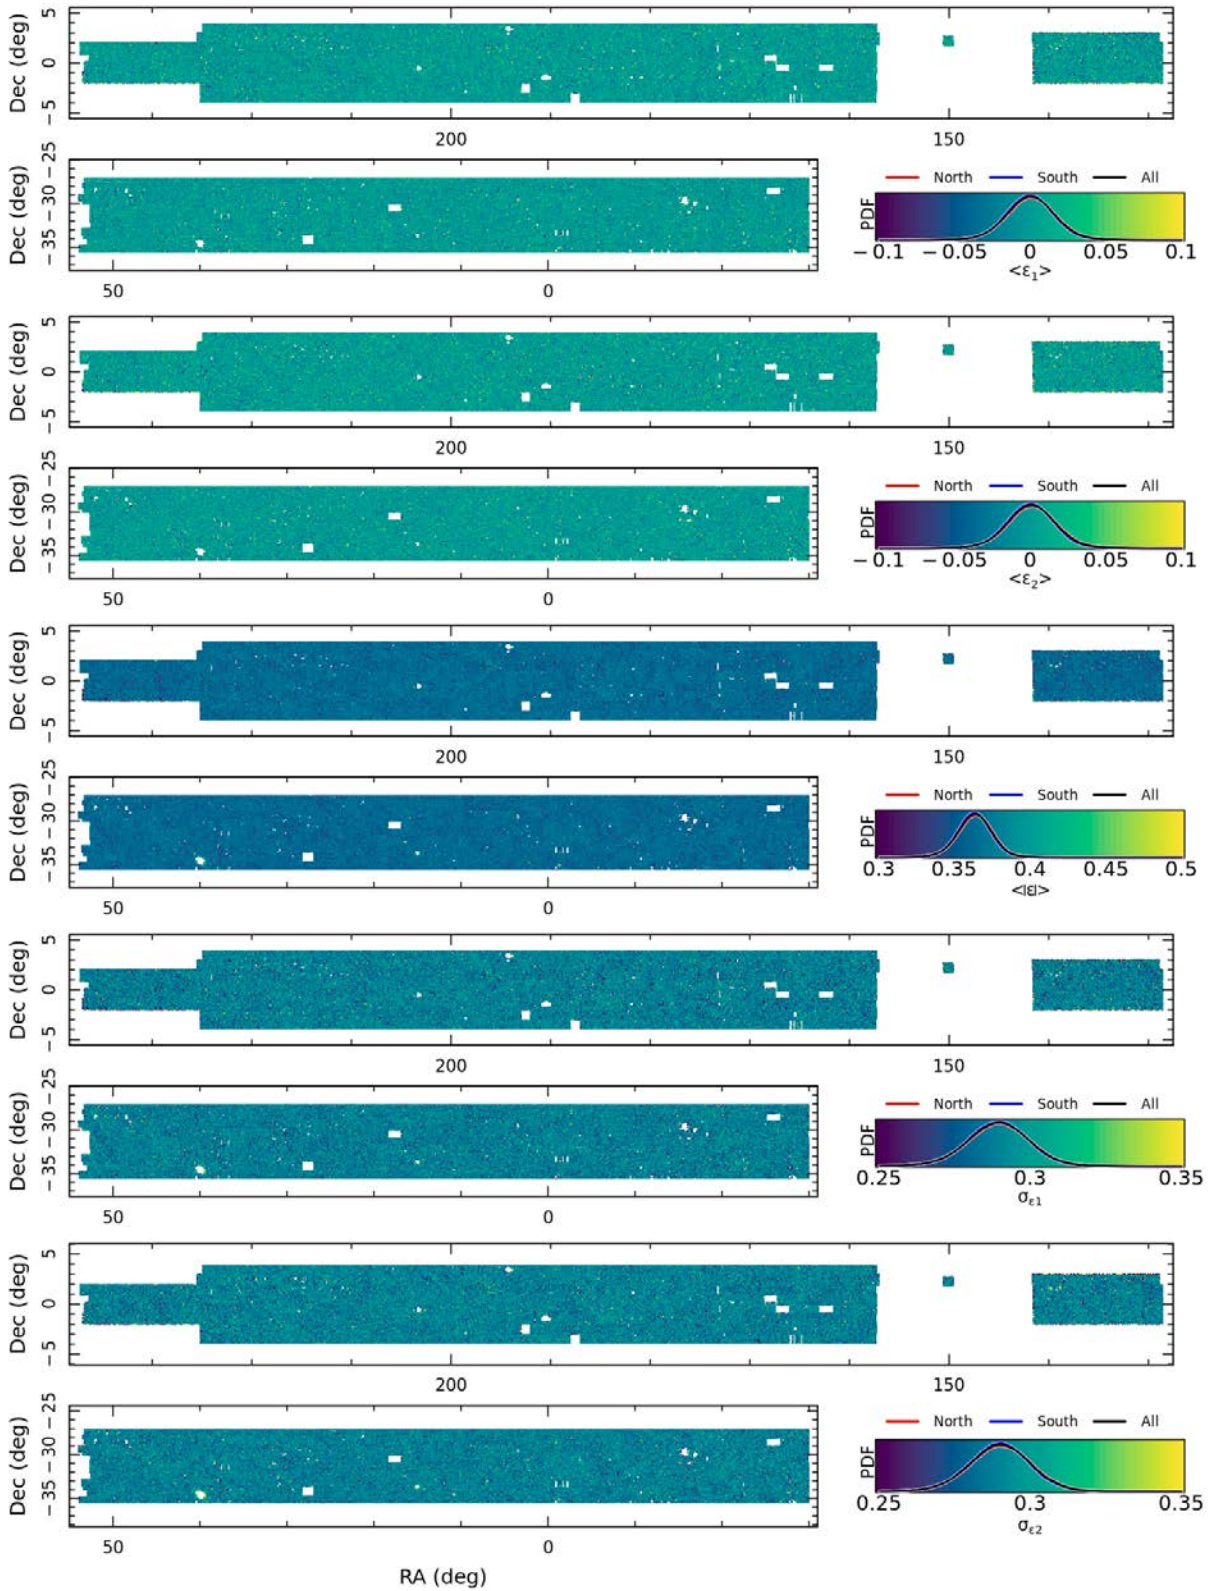 Dec (deg)
5
0
−5
200
150
Dec (deg)
−25
−30
−35
50
0
North South All
PDF
−0.1 −0.05 0 0.05 0.1
<ε1>
Dec (deg)
5
0
−5
200
150
Dec (deg)
−25
−30
−35
50
0
North South All
PDF
−0.1 −0.05 0 0.05 0.1
<ε2>
Dec (deg)
5
0
−5
200
150
Dec (deg)
−25
−30
−35
50
0
North South All
PDF
0.3 0.35 0.4 0.45 0.5
<|ε|>
Dec (deg)
5
0
−5
200
150
Dec (deg)
−25
−30
−35
50
0
North South All
PDF
0.25 0.3 0.35
σε1
Dec (deg)
5
0
−5
200
150
Dec (deg)
−25
−30
−35
50
0
North South All
PDF
0.25 0.3 0.35
σε2
RA (deg)